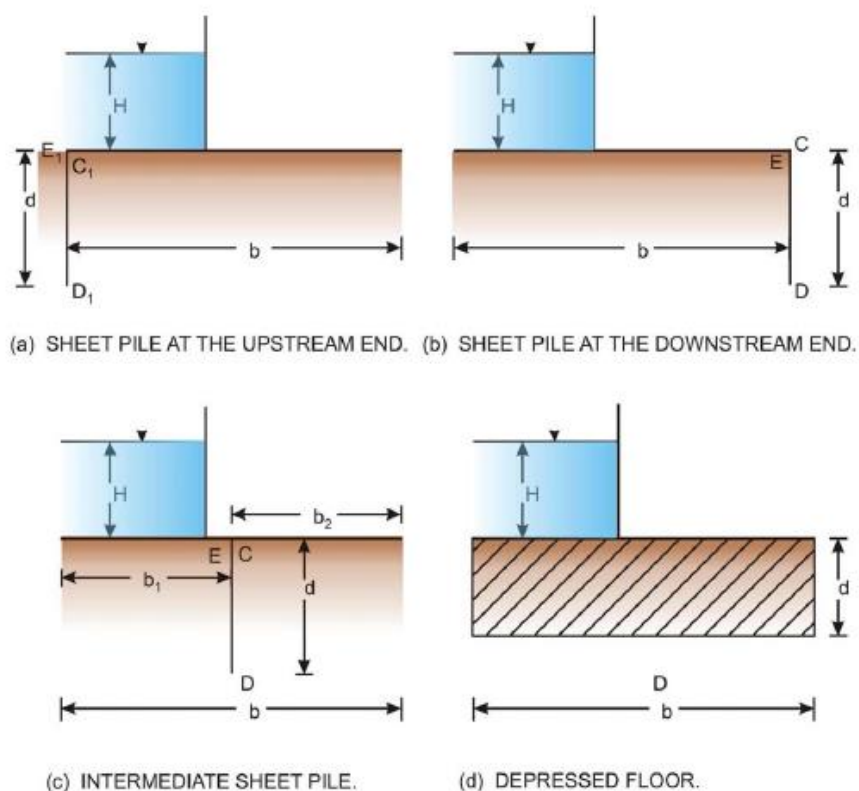 H
H
E₁
C₁
d
b
D₁
C
E
d
b
D
(a) SHEET PILE AT THE UPSTREAM END.
(b) SHEET PILE AT THE DOWNSTREAM END.
H
b₂
E
C
b₁
d
D
b
H
d
D
b
(c) INTERMEDIATE SHEET PILE.
(d) DEPRESSED FLOOR.